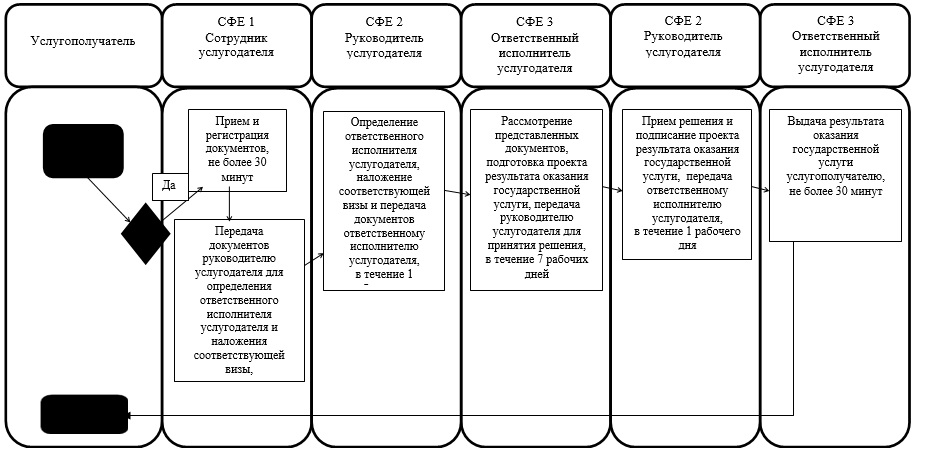 Услугополучатель
СФЕ 1
Сотрудник
услугодателя
СФЕ 2
Руководитель
услугодателя
СФЕ 3
Ответственный
исполнитель
услугодателя
СФЕ 2
Руководитель
услугодателя
СФЕ 3
Ответственный
исполнитель
услугодателя
Да
Прием и
регистрация
документов,
не более 30
минут
Передача
документов
руководителю
услугодателя для
определения
ответственного
исполнителя
услугодателя и
наложения
соответствующей
визы,
Определение
ответственного
исполнителя
услугодателя,
наложение
соответствующей
визы и передача
документов
ответственному
исполнителю
услугодателя,
в течение 1
Рассмотрение
представленных
документов,
подготовка проекта
результата оказания
государственной
услуги, передача
руководителю
услугодателя для
принятия решения,
в течение 7 рабочих
дней
Прием решения и
подписание проекта
результата оказания
государственной
услуги, передача
ответственному
исполнителю
услугодателя,
в течение 1 рабочего
дня
Выдача результата
оказания
государственной
услуги
услугополучателю,
не более 30 минут